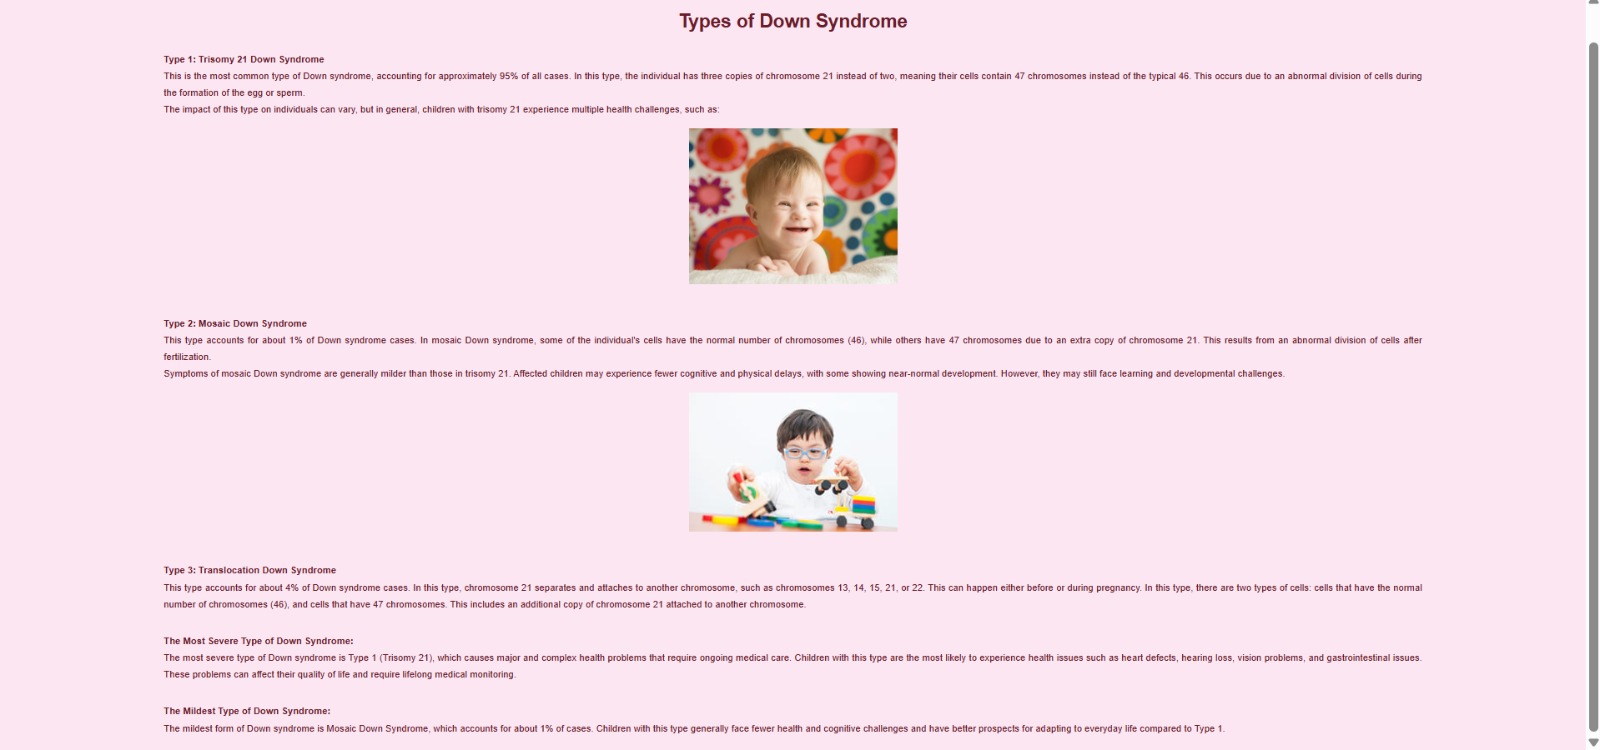 Types of Down Syndrome
Type 1: Trisomy 21 Down Syndrome
This is the most common type of Down syndrome, accounting for approximately 95% of all cases. In this type, the individual has three copies of chromosome 21 instead of two, meaning their cells contain 47 chromosomes instead of the typical 46. This occurs due to an abnormal division of cells during
the formation of the egg or sperm.
The impact of this type on individuals can vary, but in general, children with trisomy 21 experience multiple health challenges, such as:
Type 2: Mosaic Down Syndrome
This type accounts for about 1% of Down syndrome cases. In mosaic Down syndrome, some of the individual's cells have the normal number of chromosomes (46), while others have 47 chromosomes due to an extra copy of chromosome 21. This results from an abnormal division of cells after
fertilization.
Symptoms of mosaic Down syndrome are generally milder than those in trisomy 21. Affected children may experience fewer cognitive and physical delays, with some showing near-normal development. However, they may still face learning and developmental challenges.
Type 3: Translocation Down Syndrome
This type accounts for about 4% of Down syndrome cases. In this type, chromosome 21 separates and attaches to another chromosome, such as chromosomes 13, 14, 15, 21, or 22. This can happen either before or during pregnancy. In this type, there are two types of cells: cells that have the normal
number of chromosomes (46), and cells that have 47 chromosomes. This includes an additional copy of chromosome 21 attached to another chromosome.
The Most Severe Type of Down Syndrome:
The most severe type of Down syndrome is Type 1 (Trisomy 21), which causes major and complex health problems that require ongoing medical care. Children with this type are the most likely to experience health issues such as heart defects, hearing loss, vision problems, and gastrointestinal issues.
These problems can affect their quality of life and require lifelong medical monitoring.
The Mildest Type of Down Syndrome:
The mildest form of Down syndrome is Mosaic Down Syndrome, which accounts for about 1% of cases. Children with this type generally face fewer health and cognitive challenges and have better prospects for adapting to everyday life compared to Type 1.